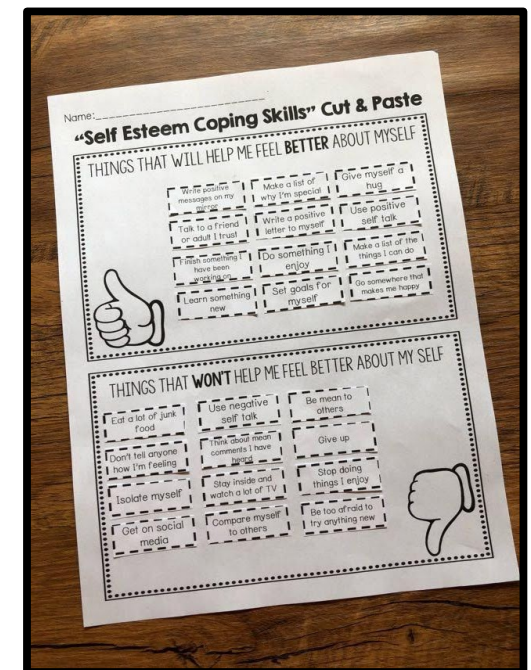 Name:
"Self Esteem Coping Skills" Cut & Paste
THINGS THAT WILL HELP ME FEEL BETTER ABOUT MYSELF
Write positive
messages on my
mirror
Make a list of
why I'm special
Give myself a
hug
Talk to a friend
or adult I trust
Write a positive
letter to myself
Use positive
self talk
Finish something I
have been
working on
Do something I
enjoy
Make a list of the
things I can do
Learn something
new
Set goals for
myself
Go somewhere that
makes me happy
THINGS THAT WON'T HELP ME FEEL BETTER ABOUT MY SELF
Eat a lot of junk
food
Use negative
self talk
Be mean to
others
Don't tell anyone
how I'm feeling
Think about mean
comments I have
heard
Give up
Isolate myself
Stay inside and
watch a lot of TV
Stop doing
things I enjoy
Get on social
media
Compare myself
to others
Be too afraid to
try anything new